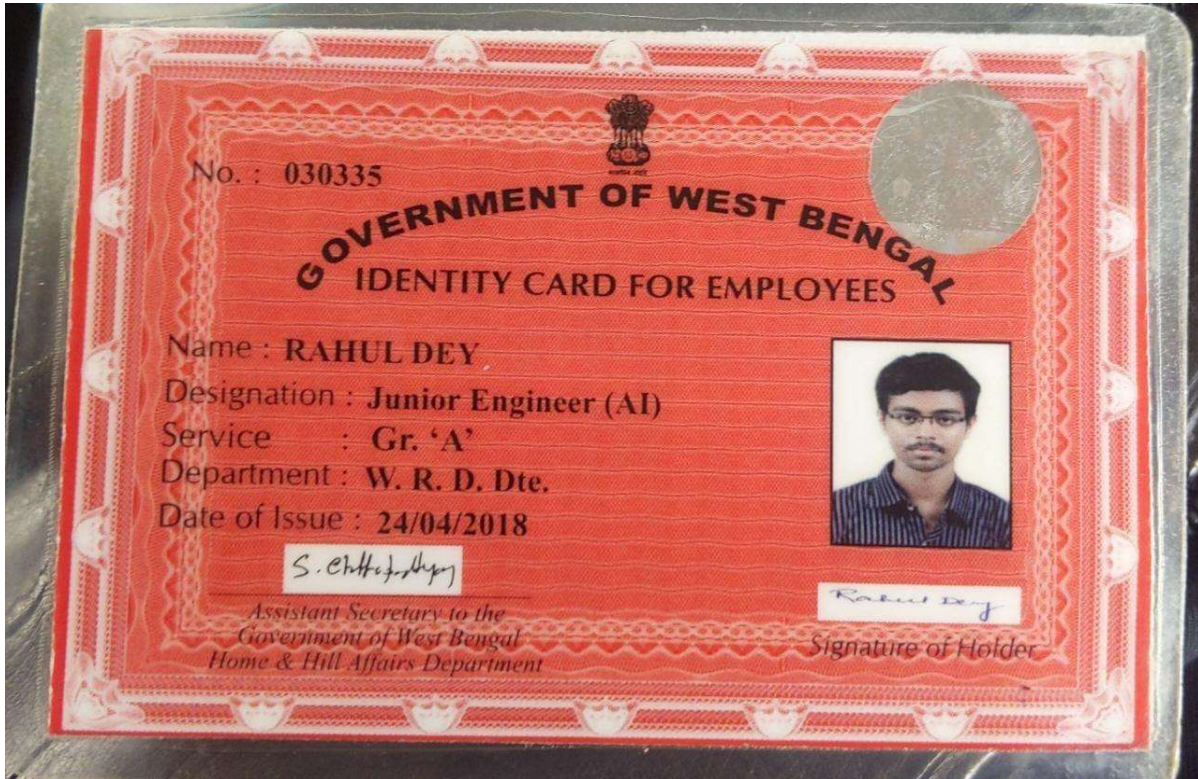 No. : 030335
GOVERNMENT OF WEST BENGAL
IDENTITY CARD FOR EMPLOYEES
Name : RAHUL DEY
Designation : Junior Engineer (AI)
Service : Gr. ‘A’
Department : W. R. D. Dte.
Date of Issue : 24/04/2018
S. Chattopadhyay
Assistant Secretary to the
Government of West Bengal
Home & Hill Affairs Department
Rahul Dey
Signature of Holder